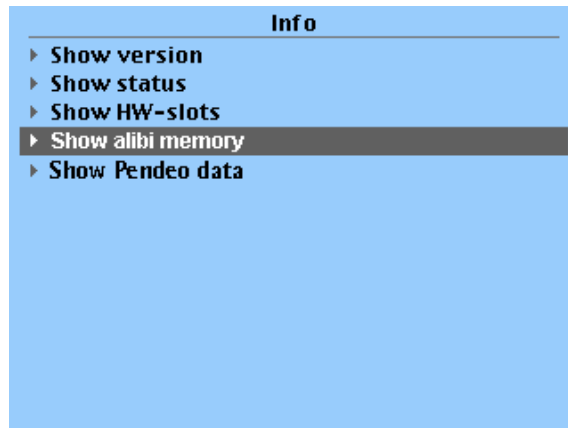 Info
Show version
Show status
Show HW-slots
Show alibi memory
Show Pendeo data